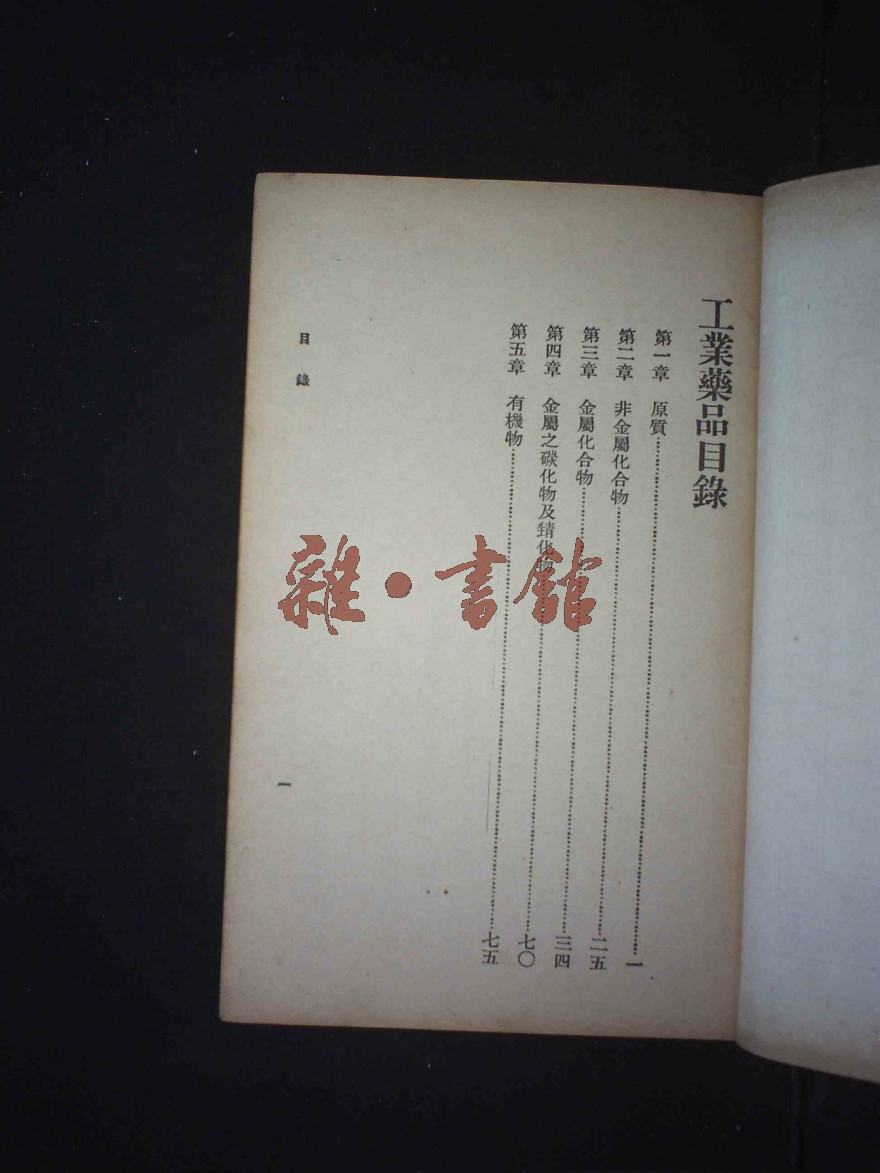 工業藥品目錄
第一章 原質……一
第二章 非金屬化合物……二五
第三章 金屬化合物……三四
第四章 金屬之碳化物及䝼化物……七〇
第五章 有機物……七五
目錄
一
雜·書館